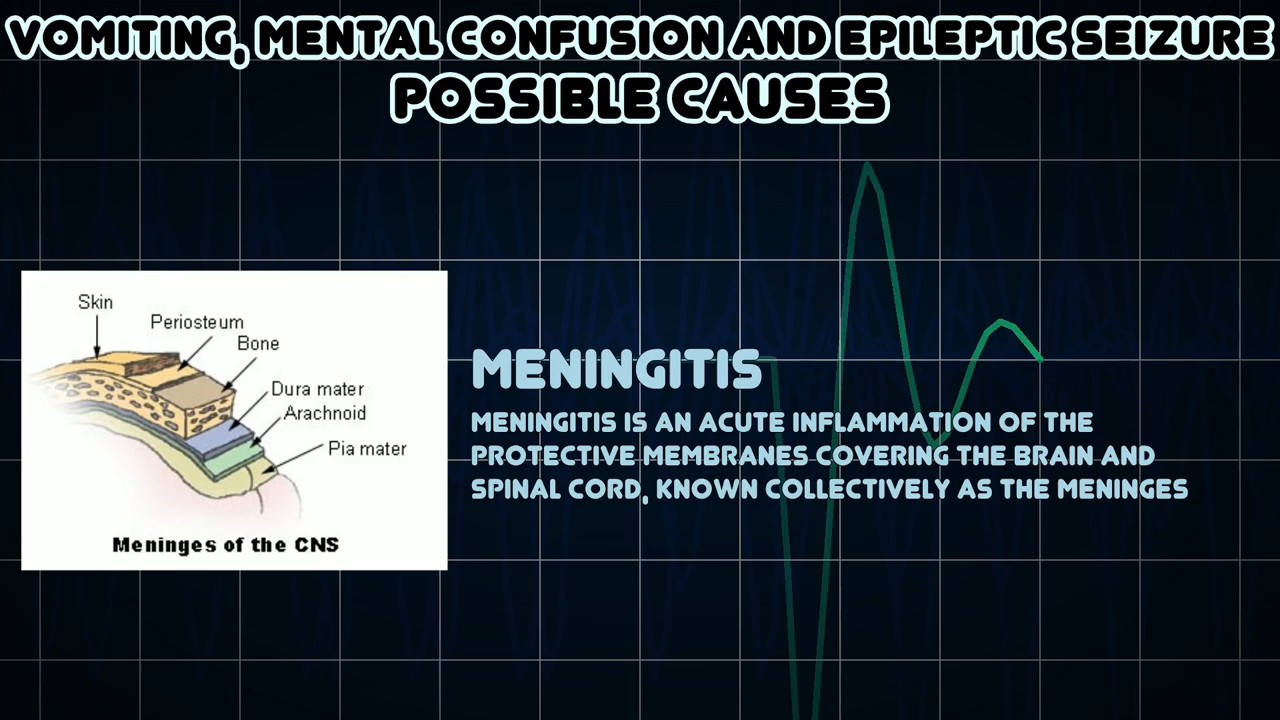 VOMITING, MENTAL CONFUSION AND EPILEPTIC SEIZURE
POSSIBLE CAUSES
Skin
Periosteum
Bone
Dura mater
Arachnoid
Pia mater
Meninges of the CNS
MENINGITIS
MENINGITIS IS AN ACUTE INFLAMMATION OF THE
PROTECTIVE MEMBRANES COVERING THE BRAIN AND
SPINAL CORD, KNOWN COLLECTIVELY AS THE MENINGES